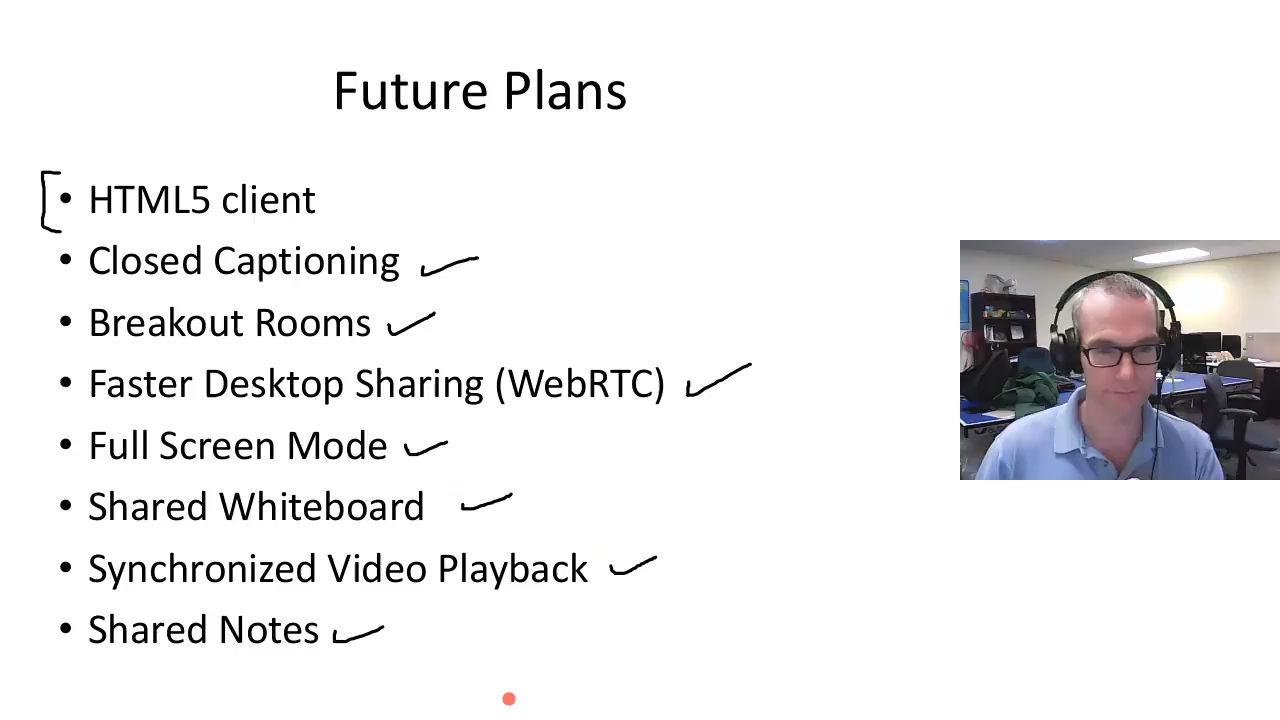 Future Plans
• HTML5 client
• Closed Captioning
• Breakout Rooms
• Faster Desktop Sharing (WebRTC)
• Full Screen Mode
• Shared Whiteboard
• Synchronized Video Playback
• Shared Notes